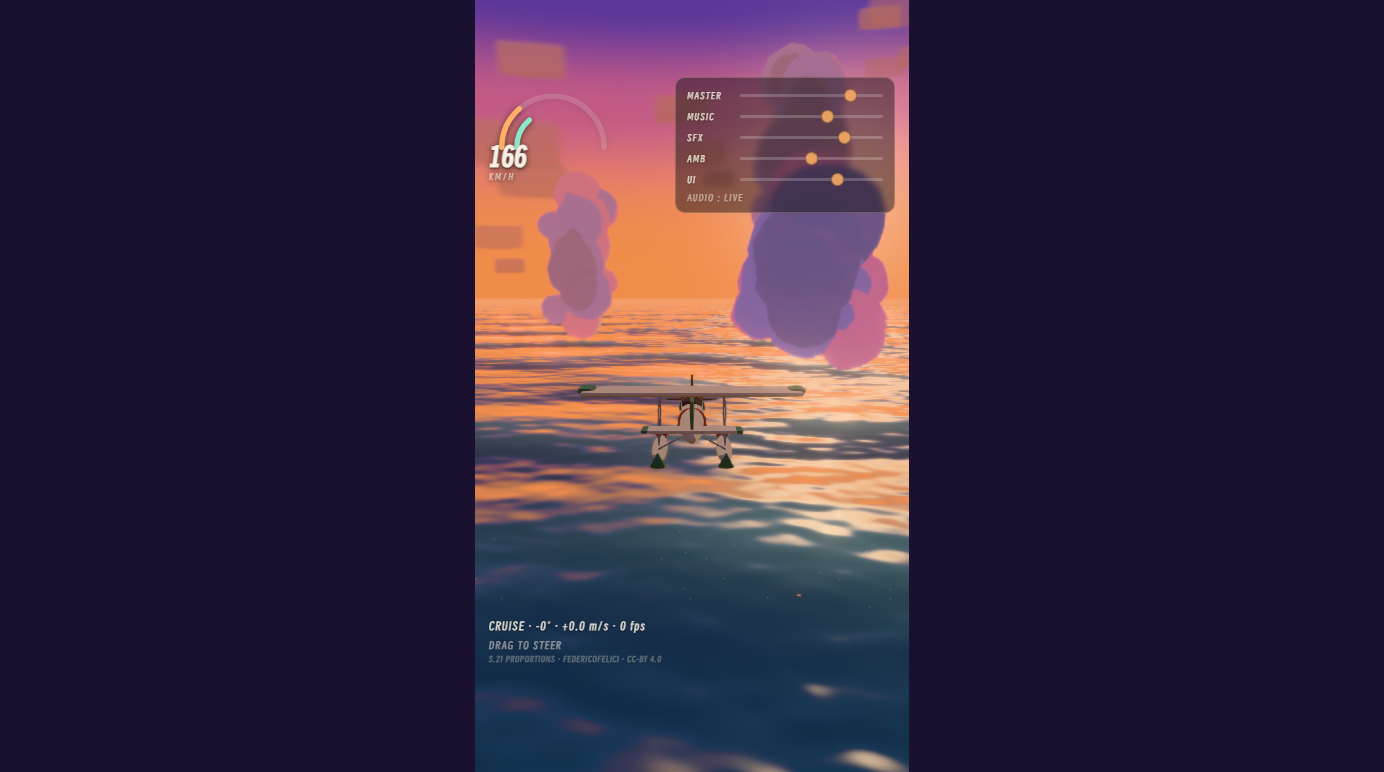 MASTER
MUSIC
SFX
AMB
UI
AUDIO : LIVE
166
KM/H
CRUISE · -0° · +0.0 m/s · 0 fps
DRAG TO STEER
S.21 PROPORTIONS · FEDERICOFELICI · CC-BY 4.0